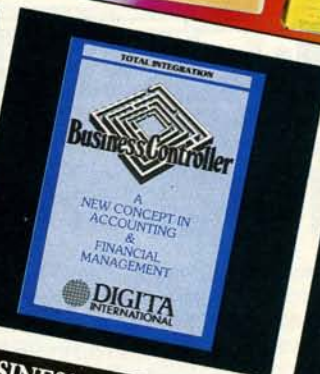 TOTAL INTEGRATION
Business Controller
A
NEW CONCEPT IN
ACCOUNTING
&
FINANCIAL
MANAGEMENT
DIGITA
INTERNATIONAL